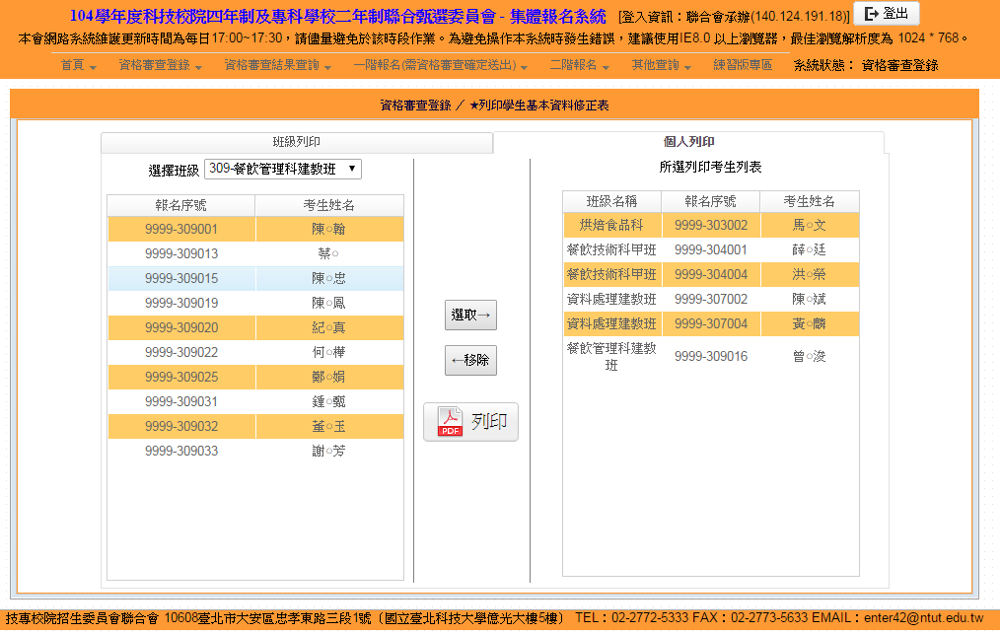 104學年度科技校院四年制及專科學校二年制聯合甄選委員會 - 集體報名系統 [登入資訊：聯合會承辦(140.124.191.18)] 登出
本會網路系統維護更新時間為每日17:00~17:30，請儘量避免於該時段作業。為避免操作本系統時發生錯誤，建議使用IE8.0 以上瀏覽器，最佳瀏覽解析度為 1024 * 768。
首頁 資格審查登錄 資格審查結果查詢 一階報名(需資格審查確定送出) 二階報名 其他查詢 練習版專區 系統狀態： 資格審查登錄
資格審查登錄 ／ ★列印學生基本資料修正表
班級列印 個人列印
選擇班級 309-餐飲管理科建教班
報名序號 考生姓名
9999-309001 陳○翰
9999-309013 蔡○
9999-309015 陳○忠
9999-309019 陳○鳳
9999-309020 紀○真
9999-309022 何○樺
9999-309025 鄭○娟
9999-309031 鍾○甄
9999-309032 董○玉
9999-309033 謝○芳
選取→
←移除
PDF 列印
所選列印考生列表
班級名稱 報名序號 考生姓名
烘焙食品科 9999-303002 馬○文
餐飲技術科甲班 9999-304001 薛○廷
餐飲技術科甲班 9999-304004 洪○榮
資料處理建教班 9999-307002 陳○斌
資料處理建教班 9999-307004 黃○麟
餐飲管理科建教班 9999-309016 曾○浚
技專校院招生委員會聯合會 10608臺北市大安區忠孝東路三段1號（國立臺北科技大學億光大樓5樓） TEL：02-2772-5333 FAX：02-2773-5633 EMAIL：enter42@ntut.edu.tw